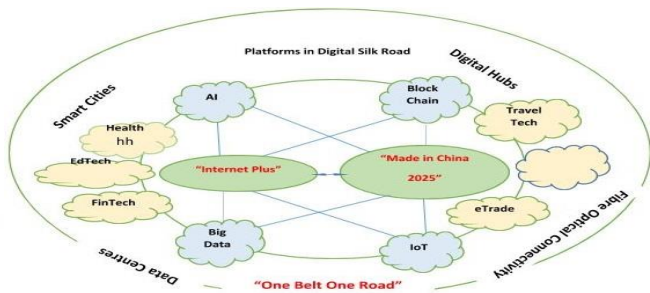 Platforms in Digital Silk Road
Smart Cities
Digital Hubs
AI
Block
Chain
Travel
Tech
Health
hh
EdTech
FinTech
“Internet Plus”
“Made in China
2025”
eTrade
Big
Data
IoT
Data Centres
Fibre Optical Connectivity
“One Belt One Road”